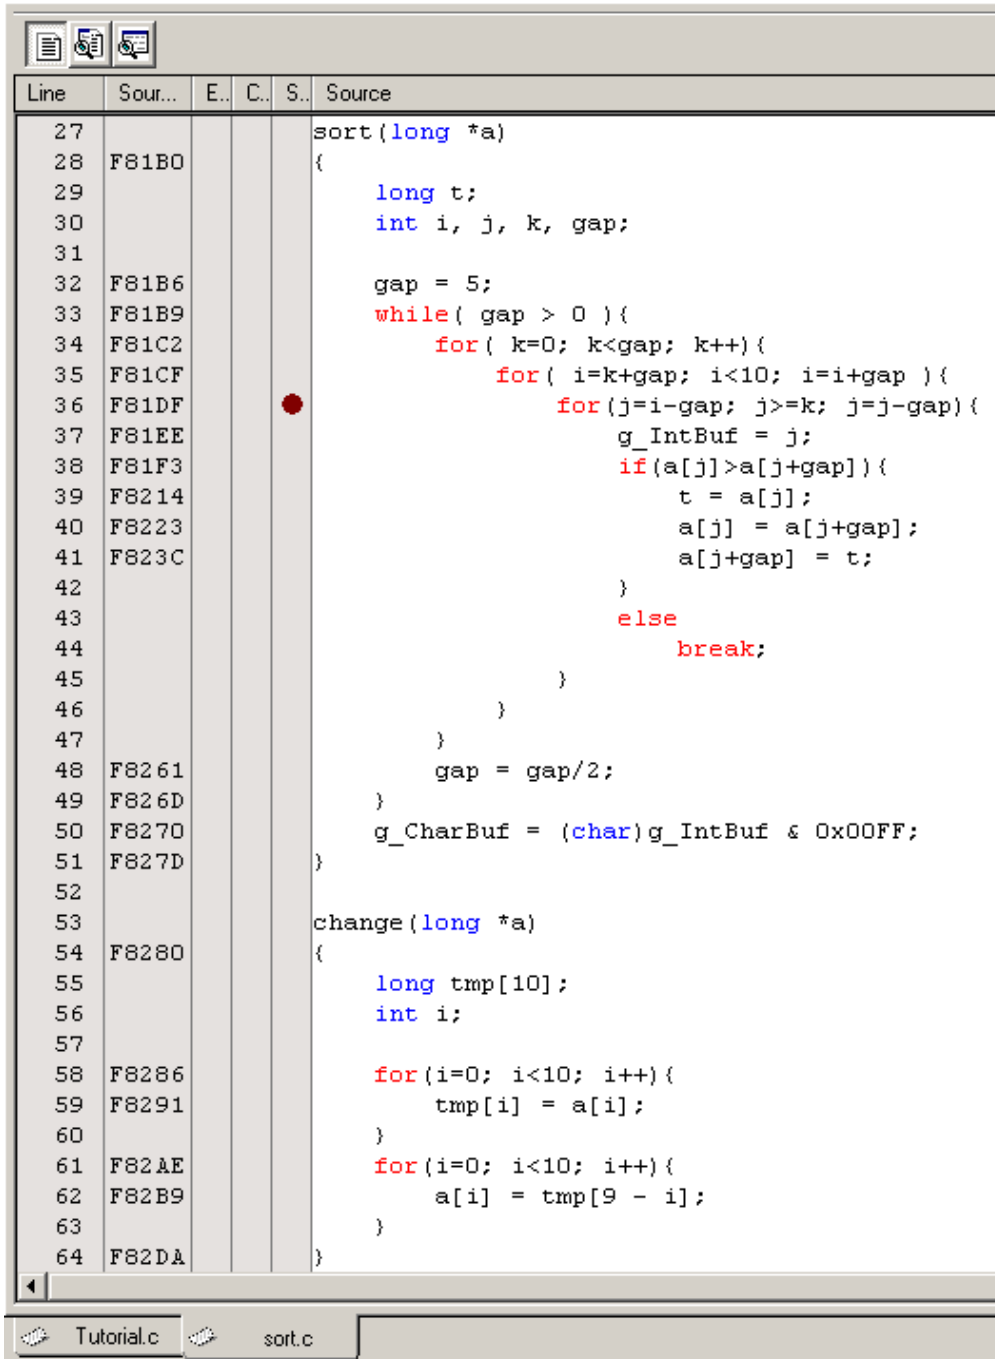 Line Sour... E.. C.. S.. Source
27 sort(long *a)
28 F81B0 {
29 long t;
30 int i, j, k, gap;
31
32 F81B6 gap = 5;
33 F81B9 while( gap > 0 ){
34 F81C2 for( k=0; k<gap; k++){
35 F81CF for( i=k+gap; i<10; i=i+gap ){
36 F81DF for(j=i-gap; j>=k; j=j-gap){
37 F81EE g_IntBuf = j;
38 F81F3 if(a[j]>a[j+gap]){
39 F8214 t = a[j];
40 F8223 a[j] = a[j+gap];
41 F823C a[j+gap] = t;
42 }
43 else
44 break;
45 }
46 }
47 }
48 F8261 gap = gap/2;
49 F826D }
50 F8270 g_CharBuf = (char)g_IntBuf & 0x00FF;
51 F827D }
52
53 change(long *a)
54 F8280 {
55 long tmp[10];
56 int i;
57
58 F8286 for(i=0; i<10; i++){
59 F8291 tmp[i] = a[i];
60 }
61 F82AE for(i=0; i<10; i++){
62 F82B9 a[i] = tmp[9 - i];
63 }
64 F82DA }
Tutorial.c sort.c